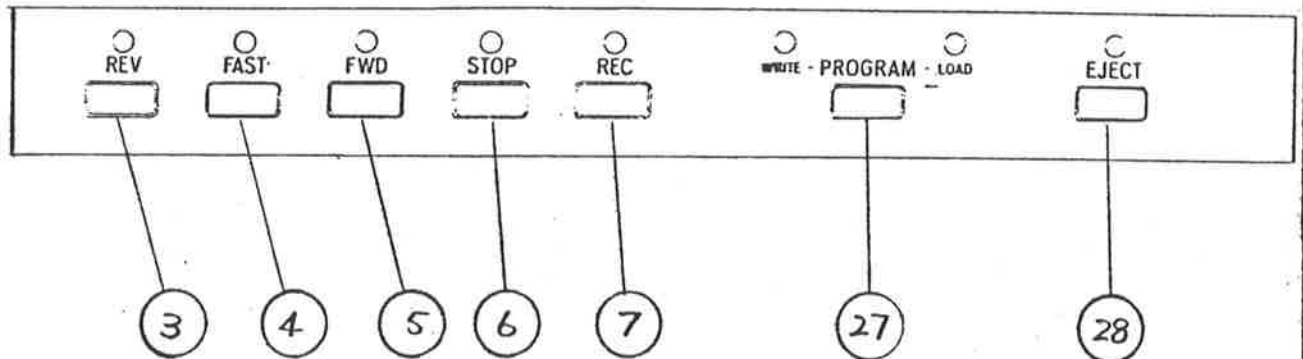 REV FAST FWD STOP REC WRITE - PROGRAM - LOAD EJECT
3 4 5 6 7 27 28